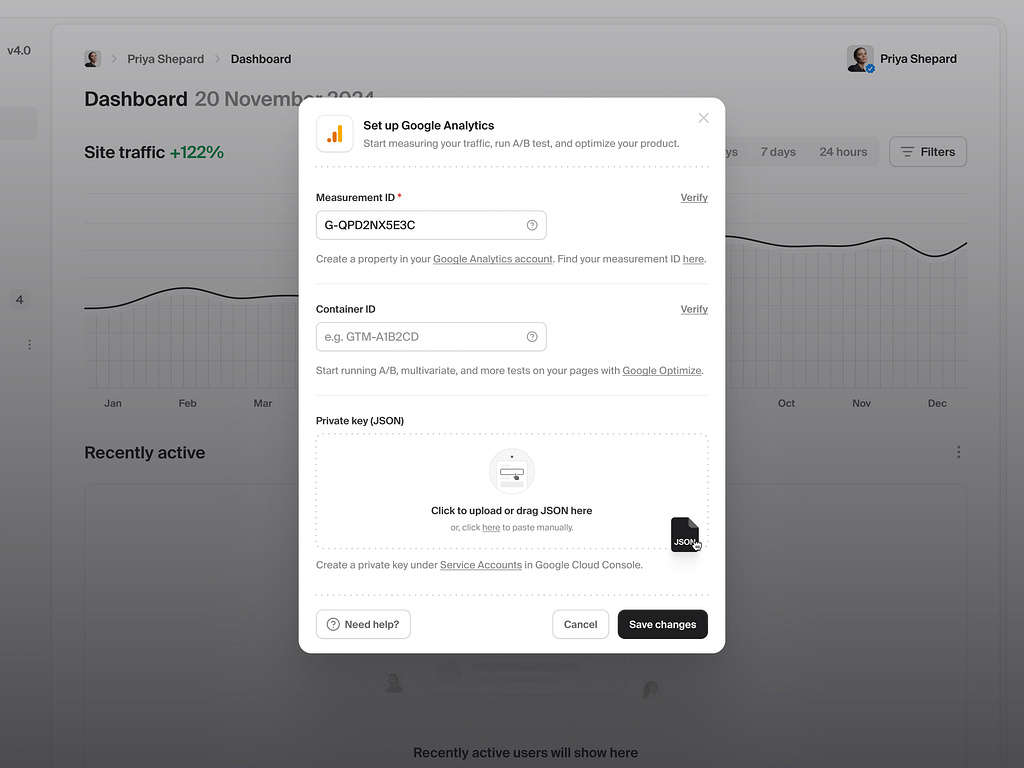 v4.0
Priya Shepard
Dashboard
Priya Shepard
Dashboard 20 November 2024
Site traffic +122%
7 days
24 hours
Filters
4
Jan
Feb
Mar
Oct
Nov
Dec
Recently active
Set up Google Analytics
Start measuring your traffic, run A/B test, and optimize your product.
Measurement ID *
Verify
G-QPD2NX5E3C
Create a property in your Google Analytics account. Find your measurement ID here.
Container ID
Verify
e.g. GTM-A1B2CD
Start running A/B, multivariate, and more tests on your pages with Google Optimize.
Private key (JSON)
Click to upload or drag JSON here
or, click here to paste manually.
JSON
Create a private key under Service Accounts in Google Cloud Console.
Need help?
Cancel
Save changes
Recently active users will show here